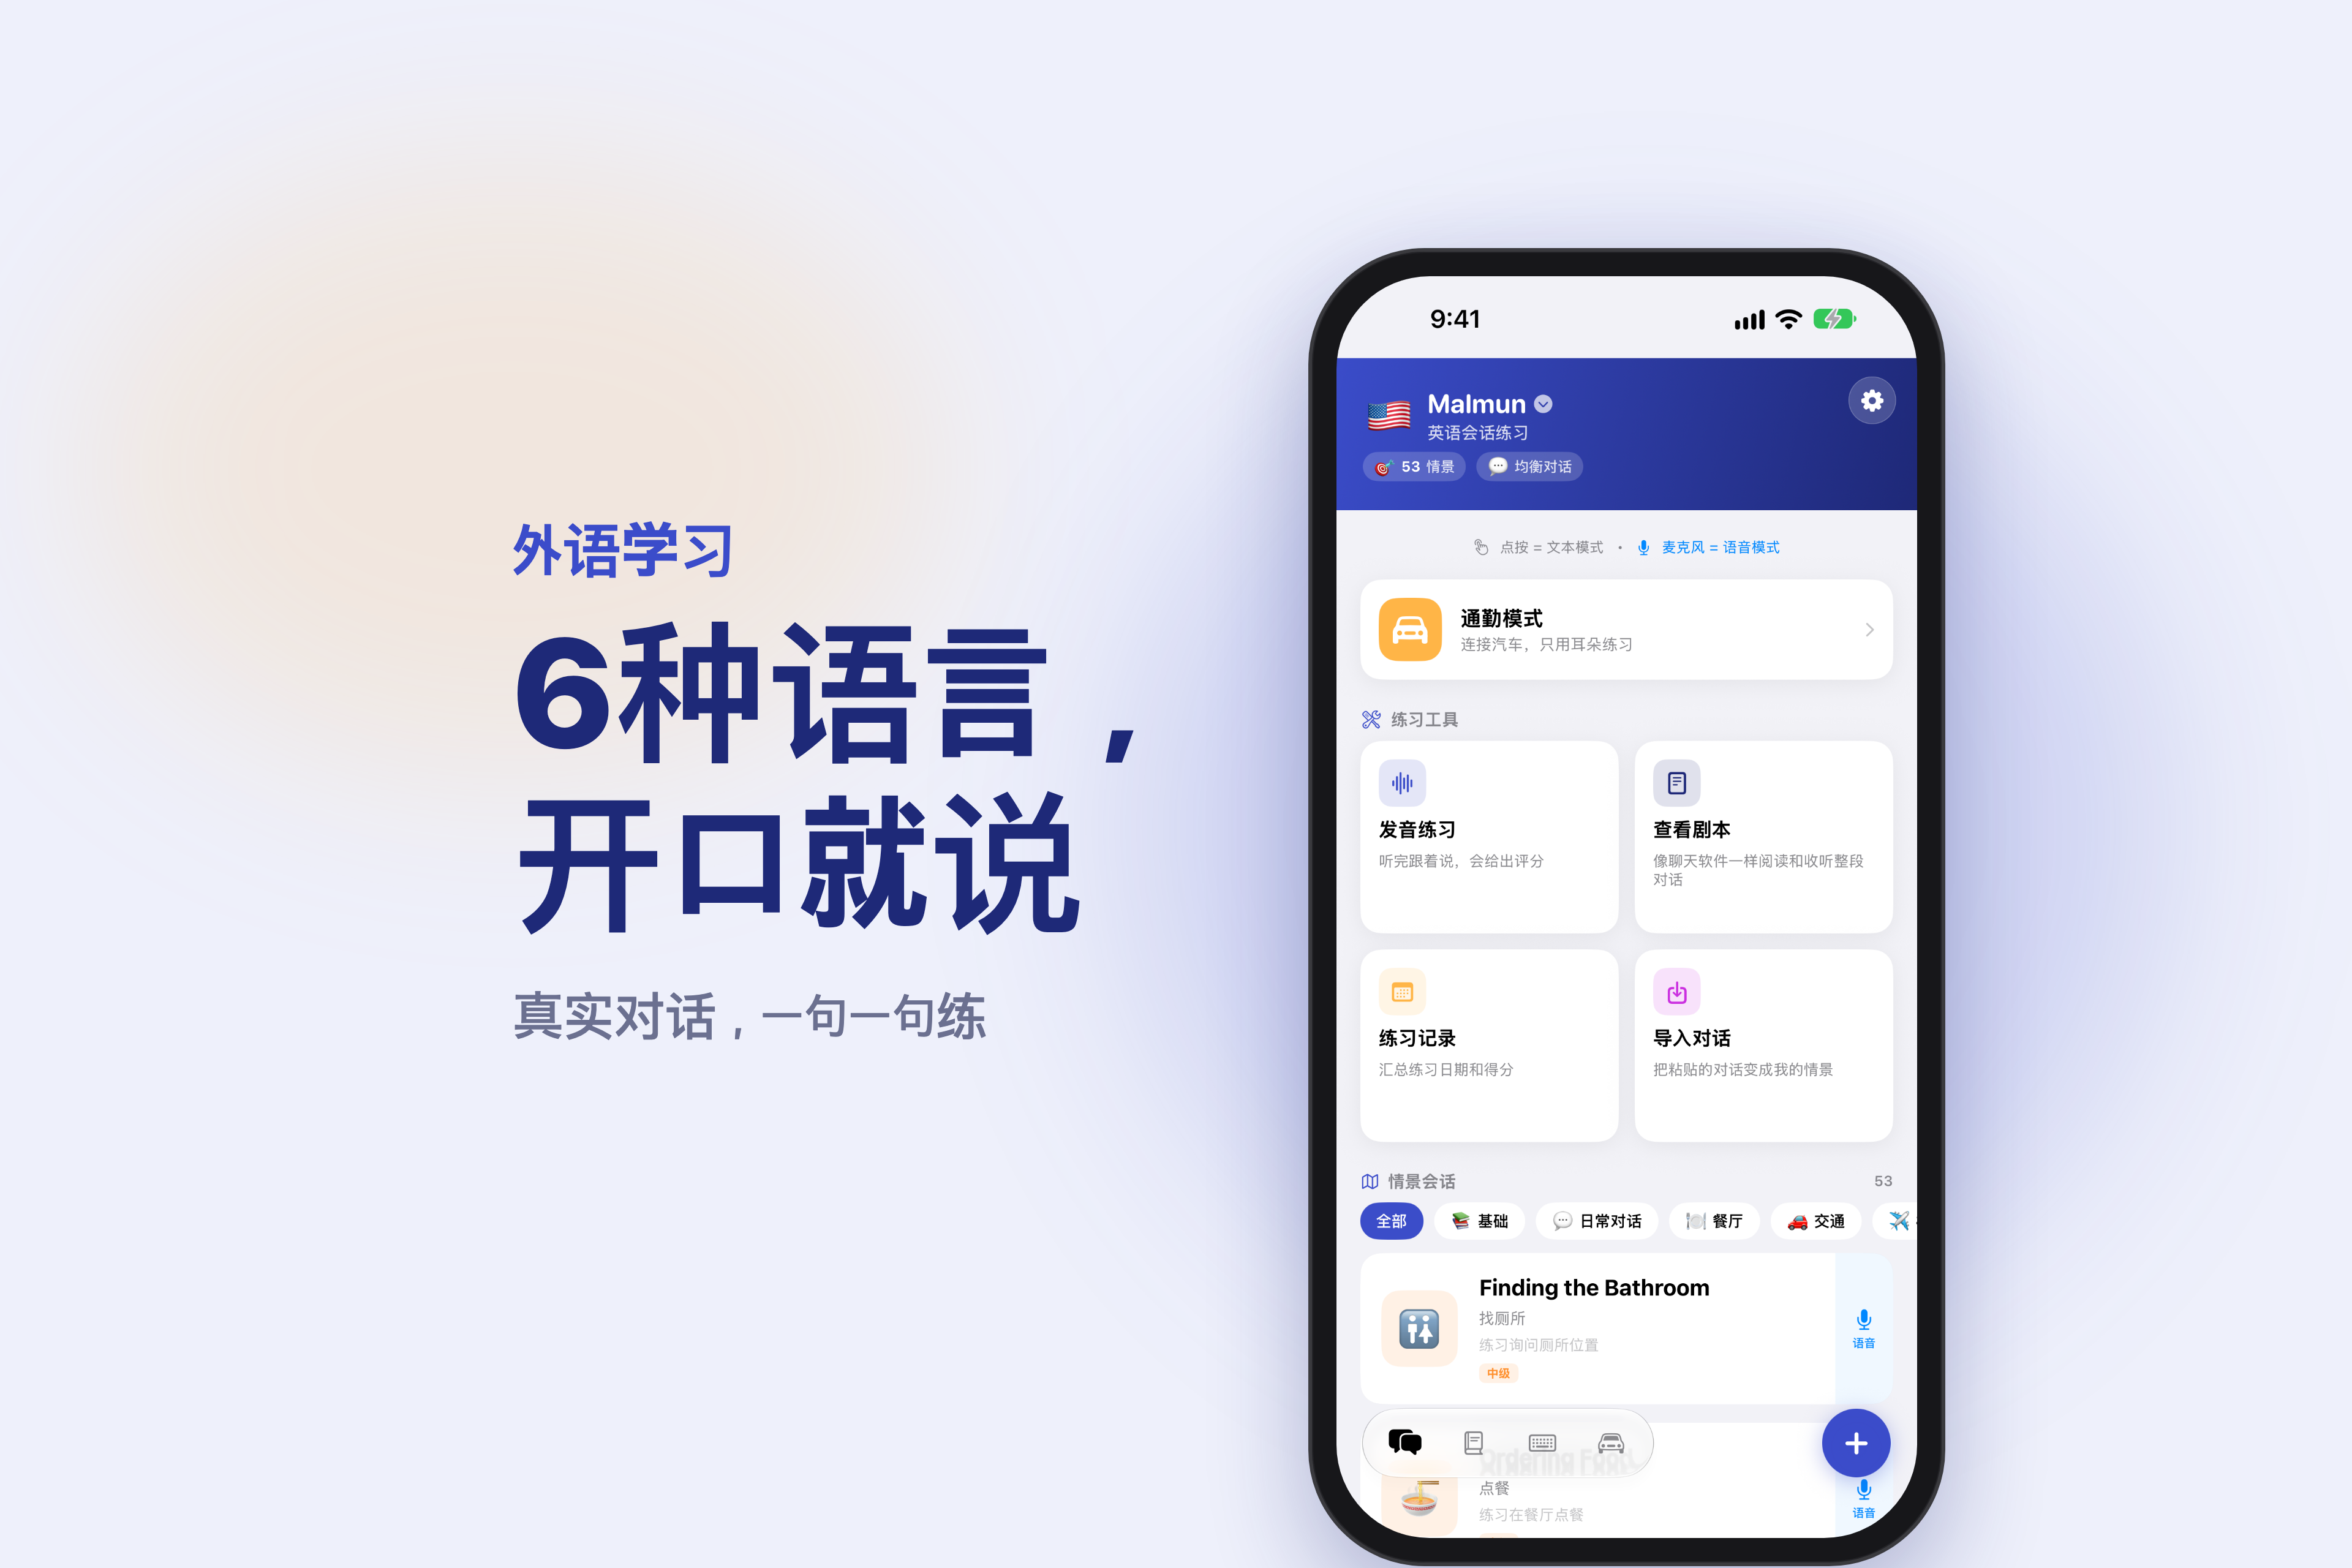 外语学习
6种语言，
开口就说
真实对话，一句一句练
9:41
Malmun
英语会话练习
53 情景
均衡对话
点按 = 文本模式 · 麦克风 = 语音模式
通勤模式
连接汽车，只用耳朵练习
练习工具
发音练习
听完跟着说，会给出评分
查看剧本
像聊天软件一样阅读和收听整段
对话
练习记录
汇总练习日期和得分
导入对话
把粘贴的对话变成我的情景
情景会话 53
全部 基础 日常对话 餐厅 交通
Finding the Bathroom
找厕所
练习询问厕所位置
中级
语音
Ordering Food
点餐
练习在餐厅点餐
语音